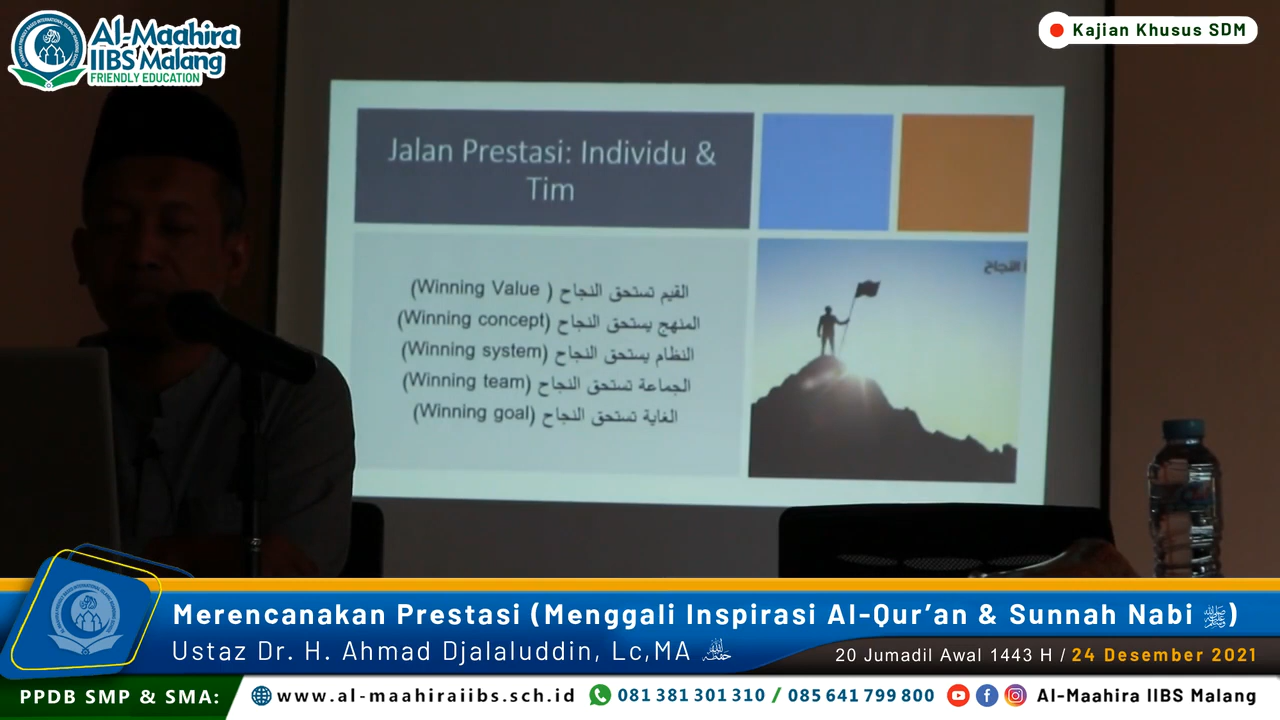 Al-Maahira
IIBS Malang
FRIENDLY EDUCATION
Kajian Khusus SDM
Jalan Prestasi: Individu &
Tim
القيم تستحق النجاح (Winning Value )
المنهج يستحق النجاح (Winning concept)
النظام يستحق النجاح (Winning system)
الجماعة تستحق النجاح (Winning team)
الغاية تستحق النجاح (Winning goal)
النجاح
Merencanakan Prestasi (Menggali Inspirasi Al-Qur’an & Sunnah Nabi ﷺ)
Ustaz Dr. H. Ahmad Djalaluddin, Lc,MA
20 Jumadil Awal 1443 H / 24 Desember 2021
PPDB SMP & SMA: www.al-maahiraiibs.sch.id 081 381 301 310 / 085 641 799 800 Al-Maahira IIBS Malang